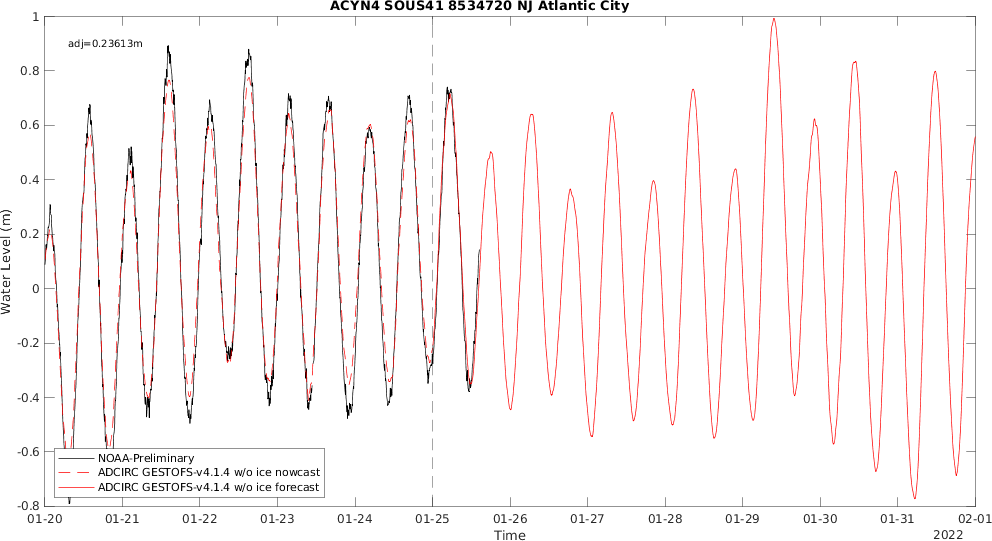 ACYN4 SOUS41 8534720 NJ Atlantic City
adj=0.23613m
1
0.8
0.6
0.4
0.2
0
-0.2
-0.4
-0.6
-0.8
Water Level (m)
NOAA-Preliminary
ADCIRC GESTOFS-v4.1.4 w/o ice nowcast
ADCIRC GESTOFS-v4.1.4 w/o ice forecast
01-20 01-21 01-22 01-23 01-24 01-25 01-26 01-27 01-28 01-29 01-30 01-31 02-01
Time
2022